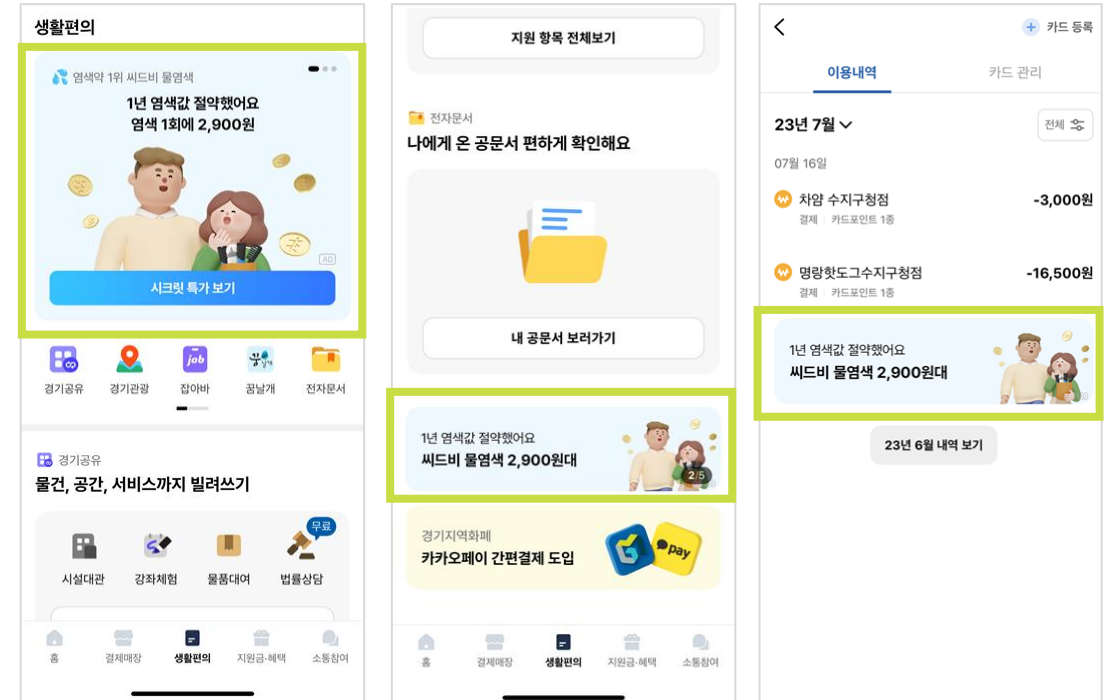 생활편의
염색약 1위 씨드비 물염색
1년 염색값 절약했어요
염색 1회에 2,900원
AD
시크릿 특가 보기
경기공유
경기관광
job
잡아바
꿈날개
꿈날개
전자문서
경기공유
물건, 공간, 서비스까지 빌려쓰기
무료
시설대관
강좌체험
물품대여
법률상담
홈
결제매장
생활편의
지원금·혜택
소통참여
지원 항목 전체보기
전자문서
나에게 온 공문서 편하게 확인해요
내 공문서 보러가기
1년 염색값 절약했어요
씨드비 물염색 2,900원대
2/5
경기지역화폐
카카오페이 간편결제 도입
pay
홈
결제매장
생활편의
지원금·혜택
소통참여
카드 등록
이용내역
카드 관리
23년 7월
전체
07월 16일
차얌 수지구청점
-3,000원
결제
카드포인트 1종
명랑핫도그수지구청점
-16,500원
결제
카드포인트 1종
1년 염색값 절약했어요
씨드비 물염색 2,900원대
23년 6월 내역 보기